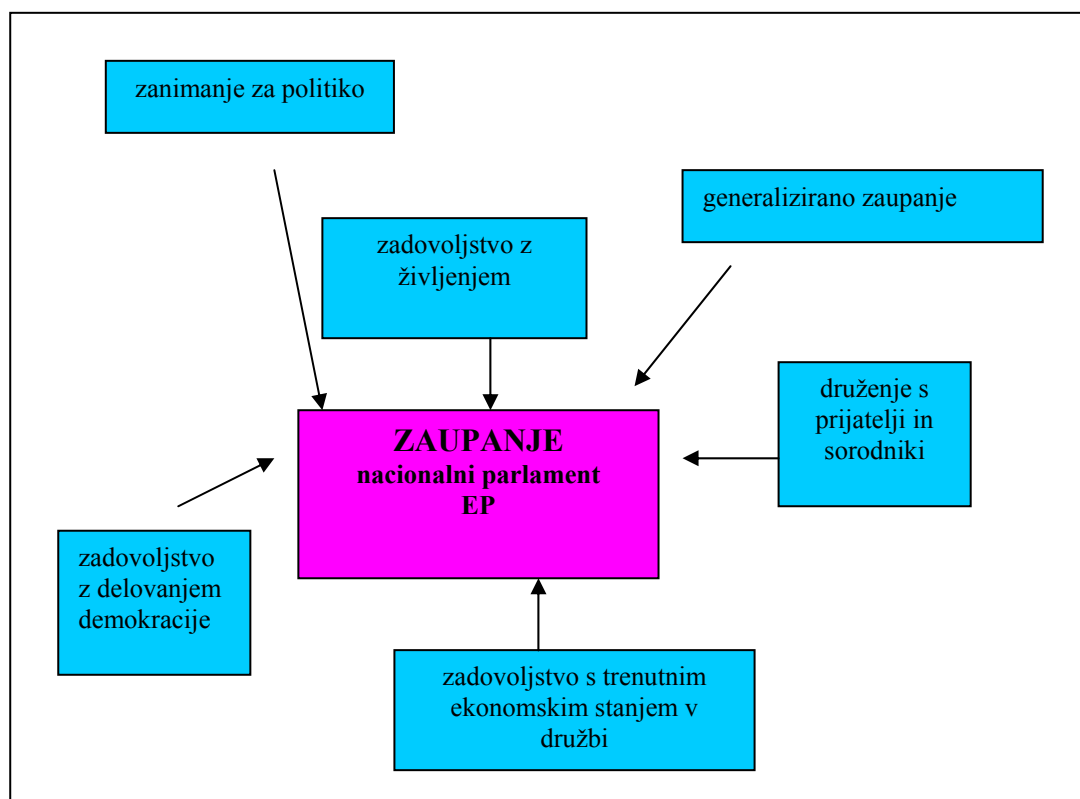 zanimanje za politiko
generalizirano zaupanje
zadovoljstvo z
življenjem
druženje s
prijatelji in
sorodniki
ZAUPANJE
nacionalni parlament
EP
zadovoljstvo
z delovanjem
demokracije
zadovoljstvo s trenutnim
ekonomskim stanjem v
družbi